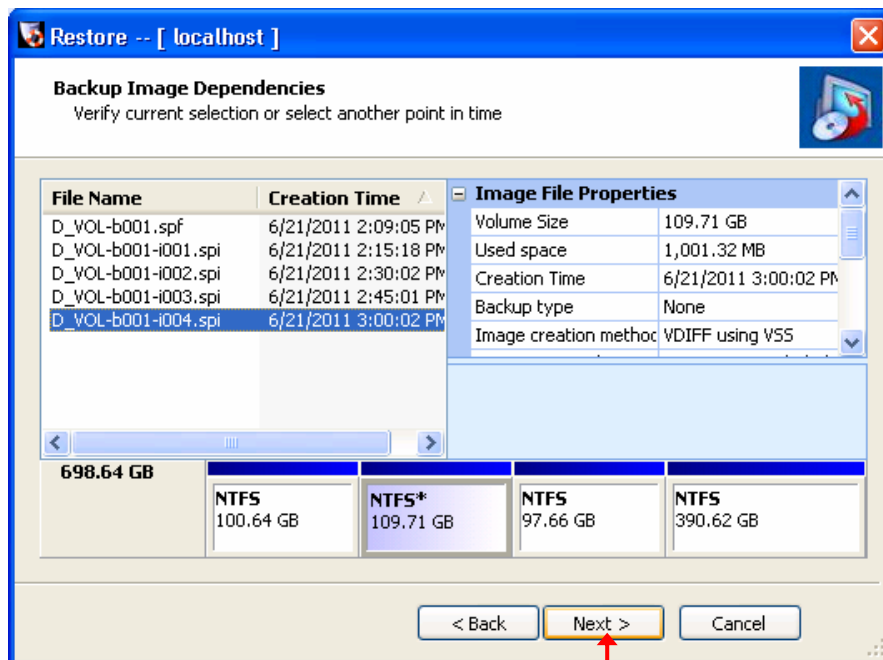 Restore -- [ localhost ]
Backup Image Dependencies
Verify current selection or select another point in time
File Name Creation Time
D_VOL-b001.spf 6/21/2011 2:09:05 PM
D_VOL-b001-i001.spi 6/21/2011 2:15:18 PM
D_VOL-b001-i002.spi 6/21/2011 2:30:02 PM
D_VOL-b001-i003.spi 6/21/2011 2:45:01 PM
D_VOL-b001-i004.spi 6/21/2011 3:00:02 PM
Image File Properties
Volume Size 109.71 GB
Used space 1,001.32 MB
Creation Time 6/21/2011 3:00:02 PM
Backup type None
Image creation method VDIFF using VSS
698.64 GB
NTFS
100.64 GB
NTFS*
109.71 GB
NTFS
97.66 GB
NTFS
390.62 GB
< Back
Next >
Cancel